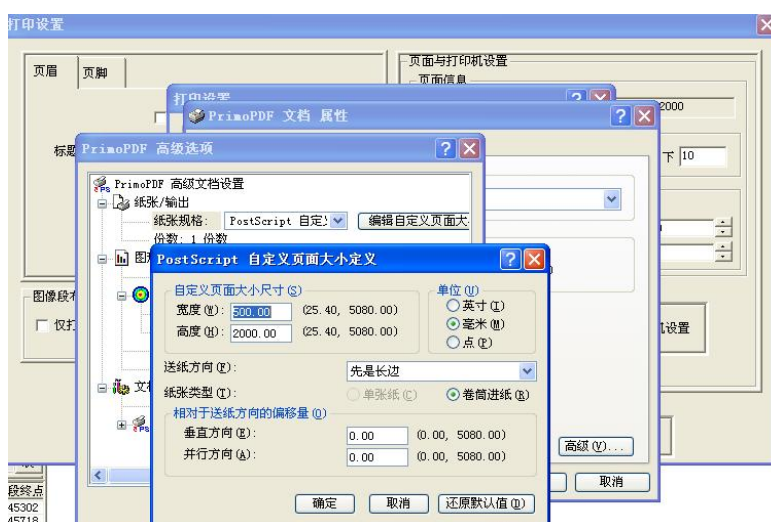 打印设置
页眉
页脚
页面与打印机设置
页面信息
打印设置
2000
PrimoPDF 文档 属性
标题
下 10
PrimoPDF 高级选项
PrimoPDF 高级文档设置
纸张/输出
纸张规格: PostScript 自定 编辑自定义页面大
份数: 1 份数
图形
PostScript 自定义页面大小定义
自定义页面大小尺寸(S)
单位(U)
宽度(W): 500.00 (25.40, 5080.00)
英寸(I)
毫米(M)
高度(H): 2000.00 (25.40, 5080.00)
点(P)
图像段
仅打
设置
送纸方向(F): 先是长边
纸张类型(T): 单张纸(C) 卷筒进纸(R)
文档
相对于送纸方向的偏移量(O)
垂直方向(E): 0.00 (0.00, 5080.00)
并行方向(A): 0.00 (0.00, 5080.00)
高级(V)...
取消
确定
取消
还原默认值(D)
段终点
45302
45718